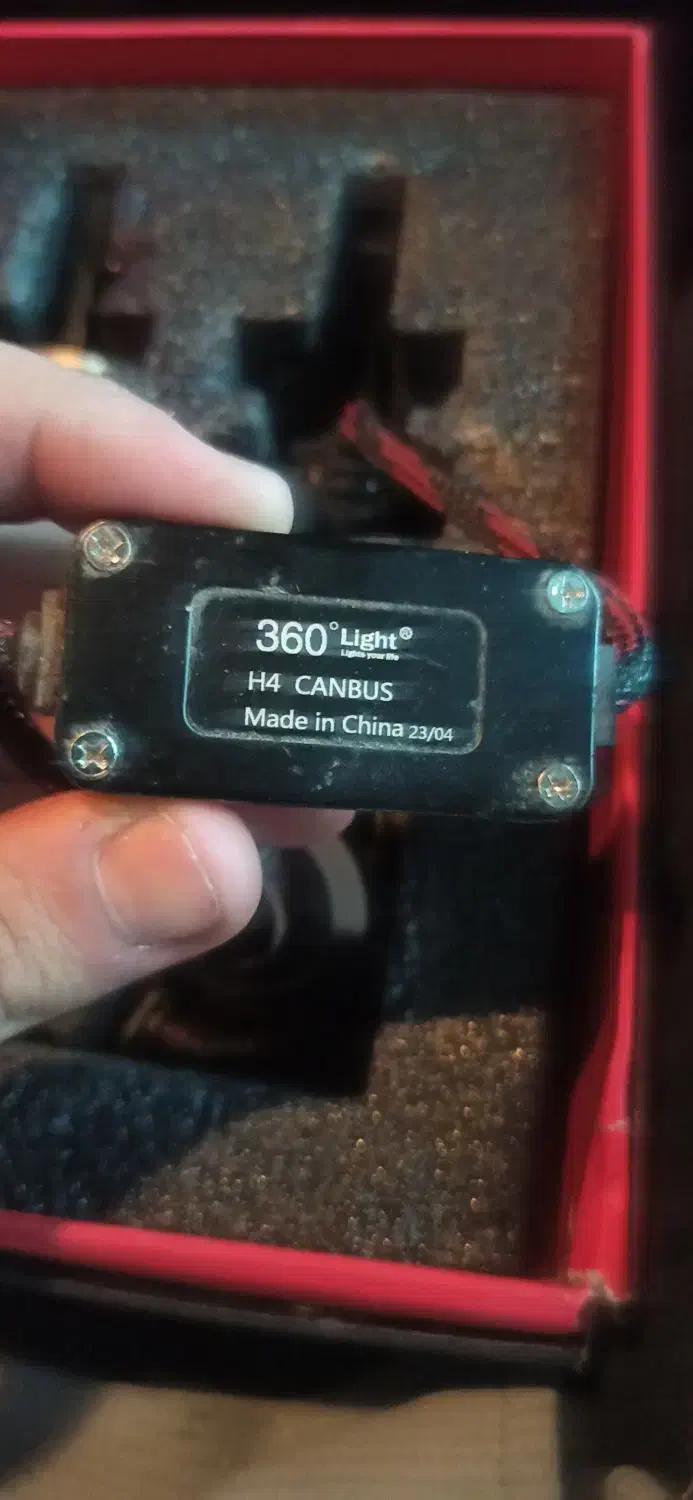 360°Light®
Lights your life
H4 CANBUS
Made in China 23/04